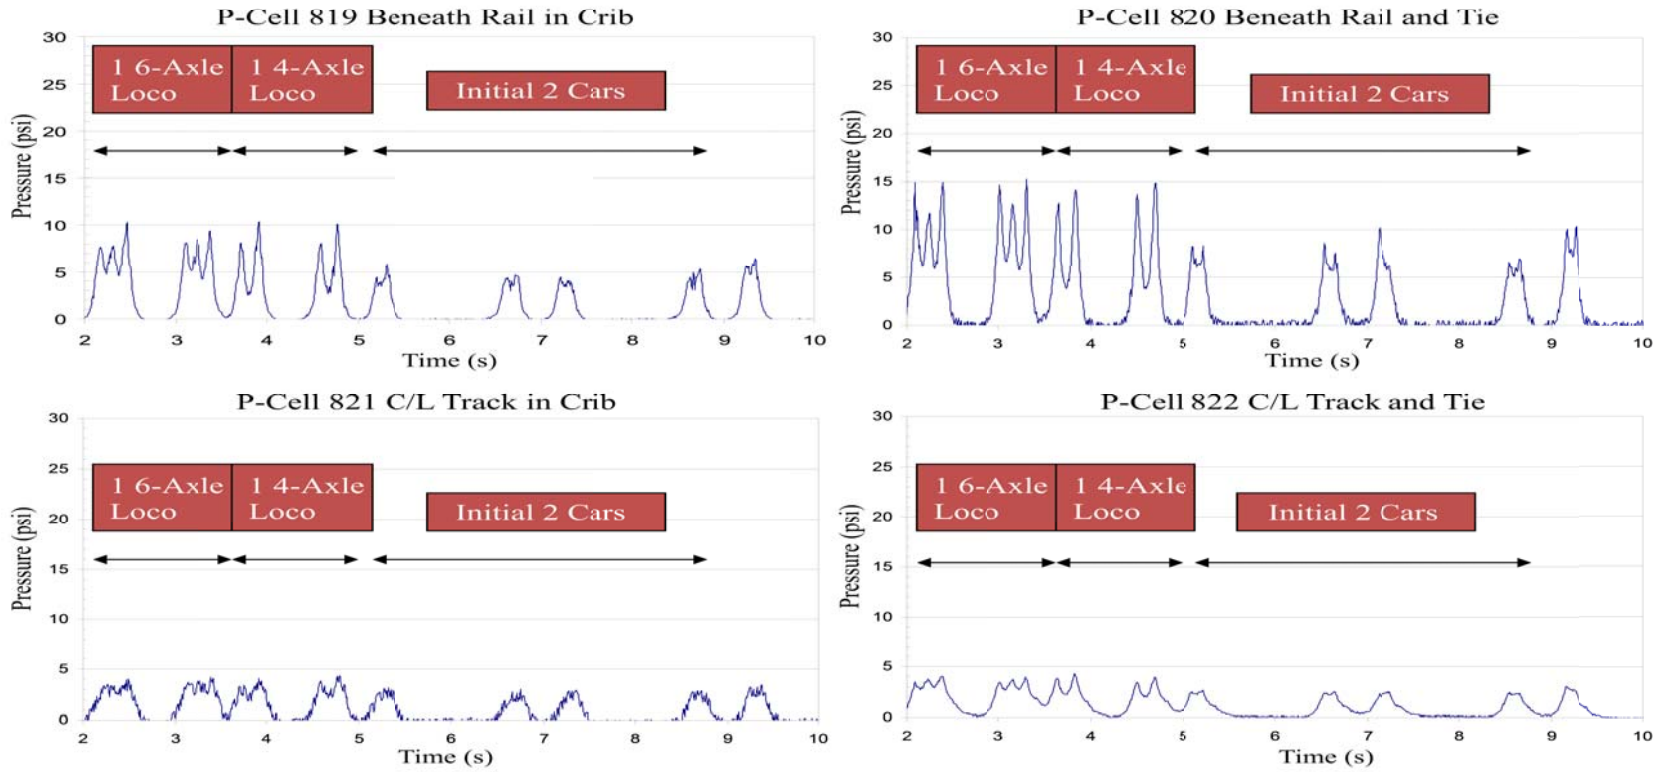 P-Cell 819 Beneath Rail in Crib
30
25
20
15
10
5
0
Pressure (psi)
1 6-Axle
Loco
1 4-Axle
Loco
Initial 2 Cars
2 3 4 5 6 7 8 9 10
Time (s)
P-Cell 820 Beneath Rail and Tie
30
25
20
15
10
5
0
Pressure (psi)
1 6-Axle
Loco
1 4-Axle
Loco
Initial 2 Cars
2 3 4 5 6 7 8 9 10
Time (s)
P-Cell 821 C/L Track in Crib
30
25
20
15
10
5
0
Pressure (psi)
1 6-Axle
Loco
1 4-Axle
Loco
Initial 2 Cars
2 3 4 5 6 7 8 9 10
Time (s)
P-Cell 822 C/L Track and Tie
30
25
20
15
10
5
0
Pressure (psi)
1 6-Axle
Loco
1 4-Axle
Loco
Initial 2 Cars
2 3 4 5 6 7 8 9 10
Time (s)